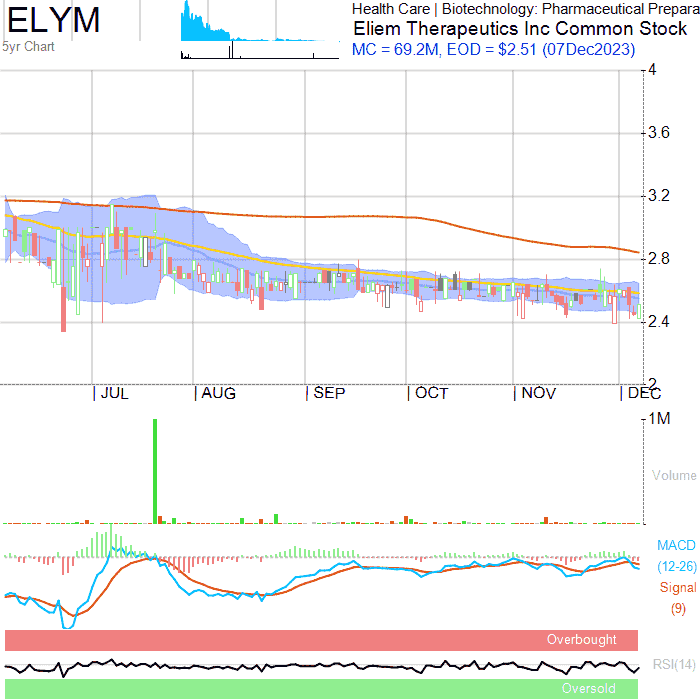 ELYM
5yr Chart
Health Care | Biotechnology: Pharmaceutical Prepara
Eliem Therapeutics Inc Common Stock
MC = 69.2M, EOD = $2.51 (07Dec2023)
4
3.6
3.2
2.8
2.4
2
JUL
AUG
SEP
OCT
NOV
DEC
1M
Volume
MACD
(12-26)
Signal
(9)
Overbought
RSI(14)
Oversold